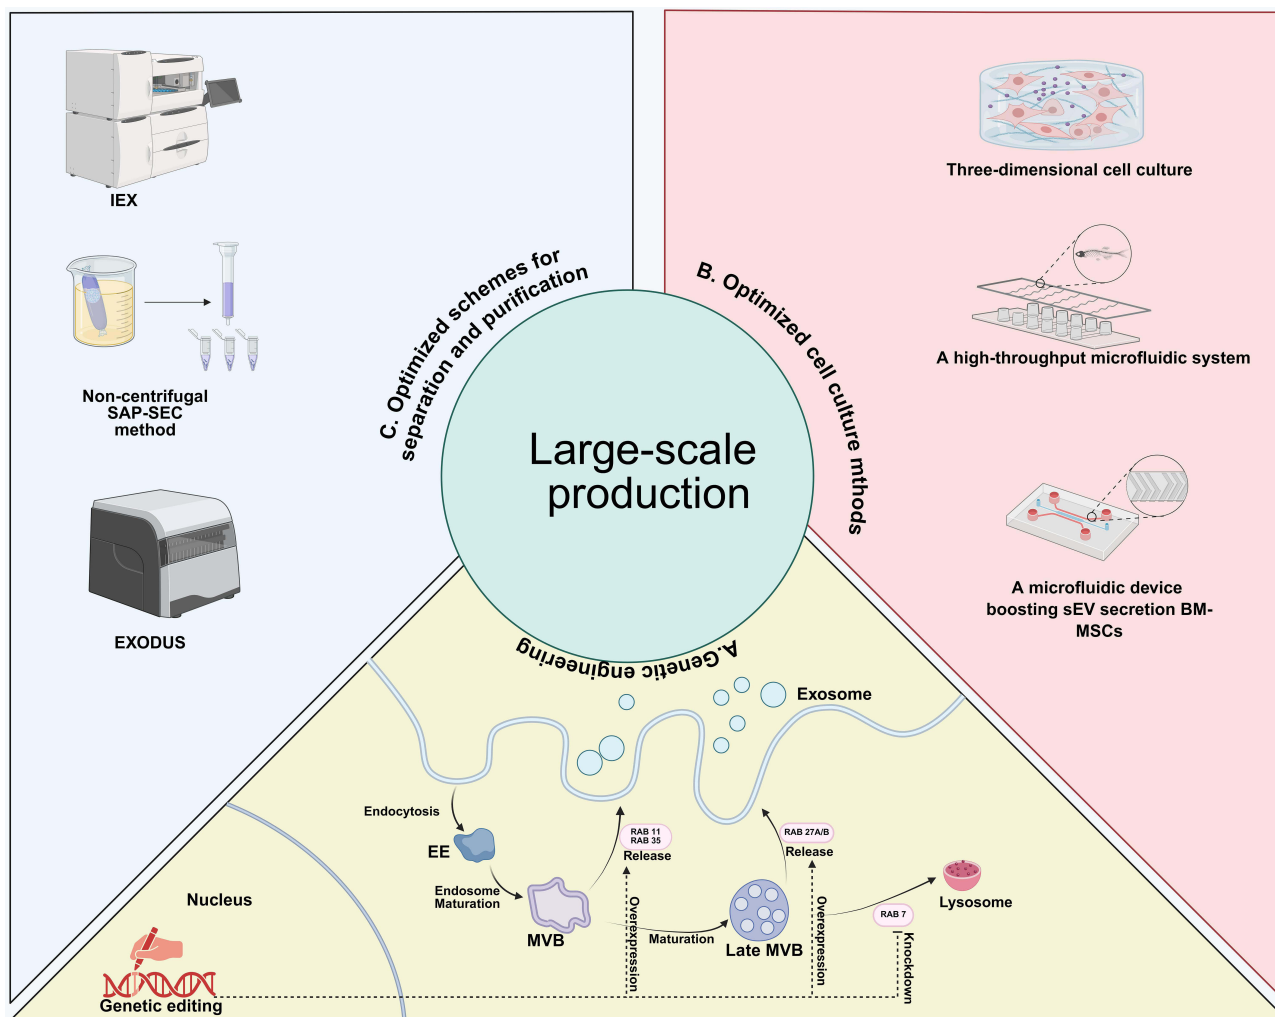 IEX
Non-centrifugal
SAP-SEC
method
EXODUS
C. Optimized schemes for
separation and purification
Large-scale
production
B. Optimized cell culture mthods
Three-dimensional cell culture
A high-throughput microfluidic system
A microfluidic device
boosting sEV secretion BM-
MSCs
A.Genetic engineering
Exosome
Endocytosis
EE
Endosome
Maturation
MVB
RAB 11
RAB 35
Release
Overexpression
Maturation
Late MVB
RAB 27A/B
Release
Overexpression
Lysosome
RAB 7
Knockdown
Nucleus
Genetic editing